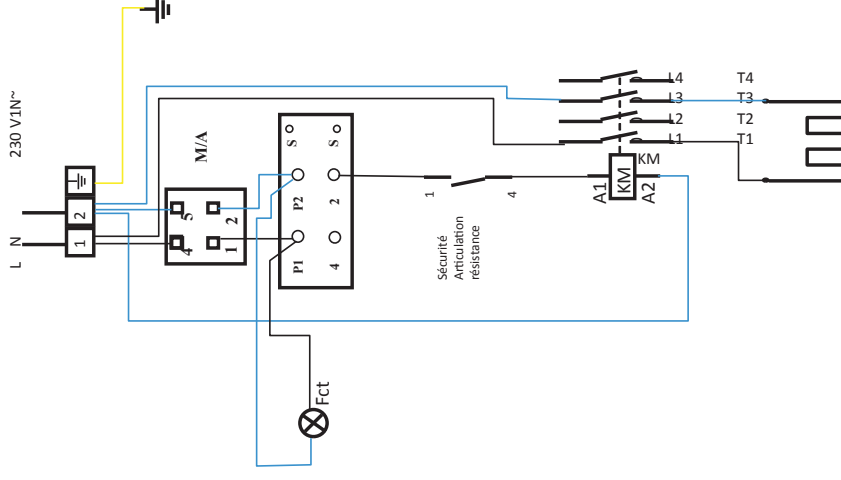 230 V1N~
L
N
1
2
M/A
4
5
1
2
P1
P2
S
4
2
S
Fct
Sécurité
Articulation
résistance
1
4
L4
T4
L3
T3
L2
T2
L1
T1
KM
A1
KM
A2